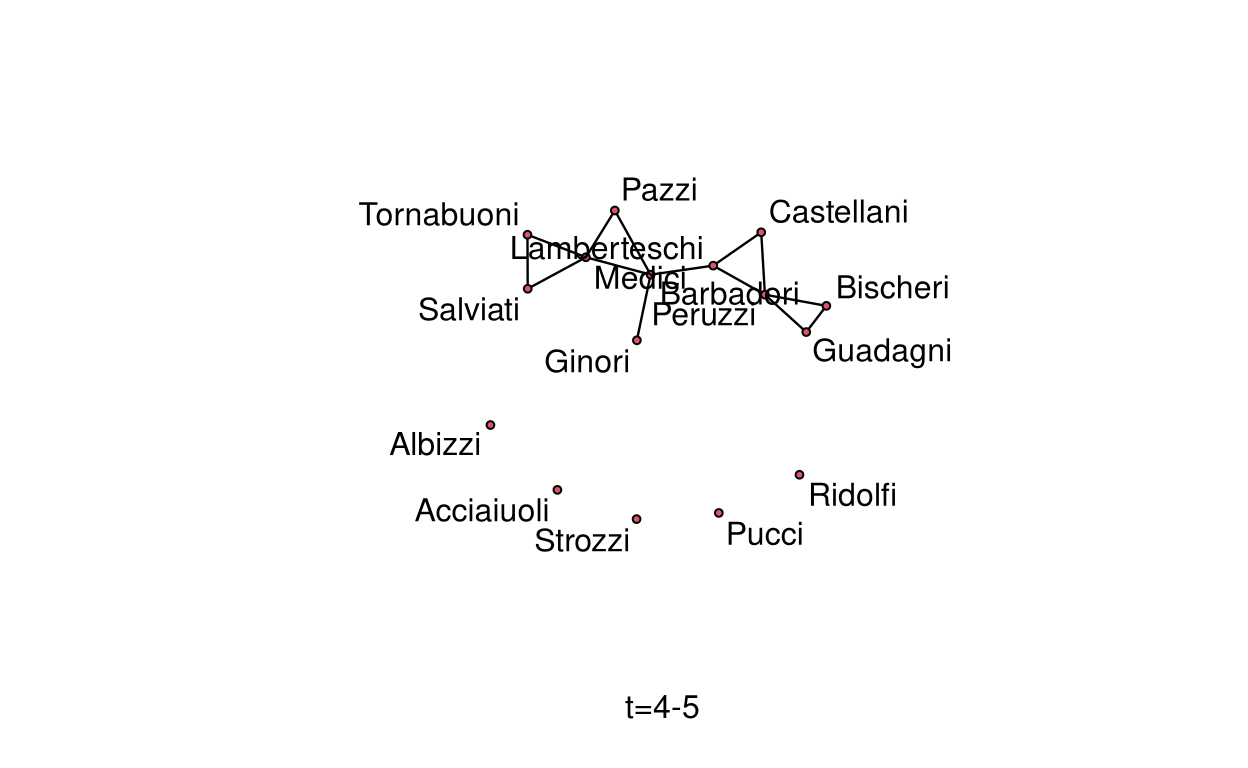 Pazzi
Tornabuoni
Castellani
Lamberteschi
Medici
Barbadori
Bischeri
Salviati
Peruzzi
Guadagni
Ginori
Albizzi
Ridolfi
Acciaiuoli
Pucci
Strozzi
t=4-5